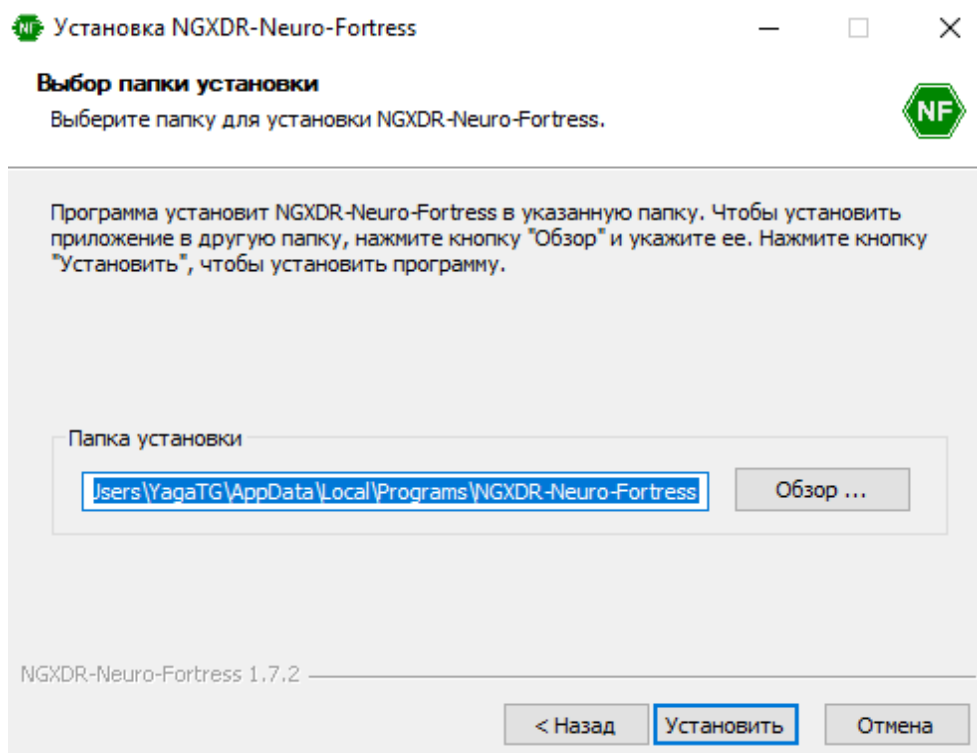 NF Установка NGXDR-Neuro-Fortress
Выбор папки установки
Выберите папку для установки NGXDR-Neuro-Fortress.
NF
Программа установит NGXDR-Neuro-Fortress в указанную папку. Чтобы установить
приложение в другую папку, нажмите кнопку "Обзор" и укажите ее. Нажмите кнопку
"Установить", чтобы установить программу.
Папка установки
Jsers\YagaTG\AppData\Local\Programs\NGXDR-Neuro-Fortress
Обзор ...
NGXDR-Neuro-Fortress 1.7.2
< Назад
Установить
Отмена